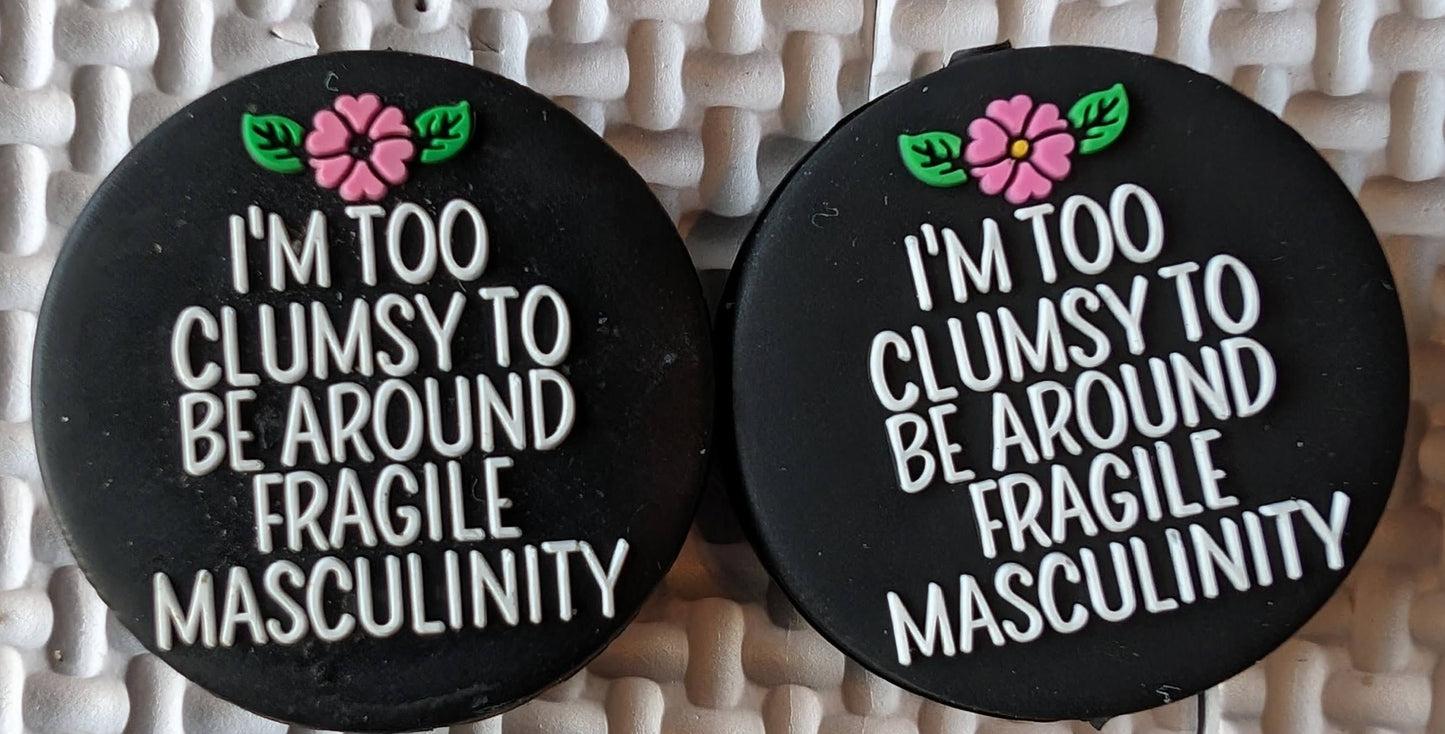 I'M TOO
CLUMSY TO
BE AROUND
FRAGILE
MASCULINITY
I'M TOO
CLUMSY TO
BE AROUND
FRAGILE
MASCULINITY